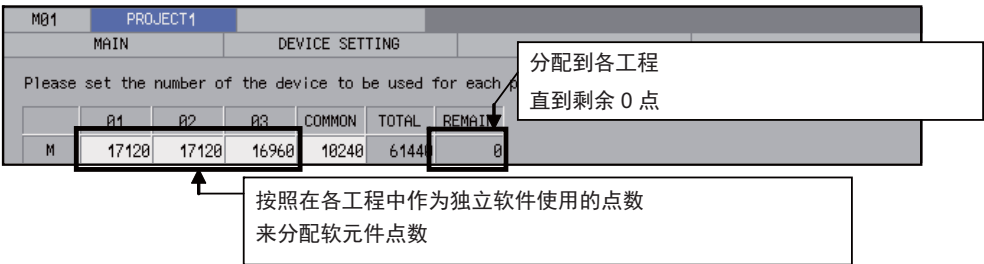 M01 PROJECT1
MAIN DEVICE SETTING
Please set the number of the device to be used for each
分配到各工程
直到剩余 0 点
01 02 03 COMMON TOTAL REMAIN
M 17120 17120 16960 10240 61440 0
按照在各工程中作为独立软件使用的点数
来分配软元件点数